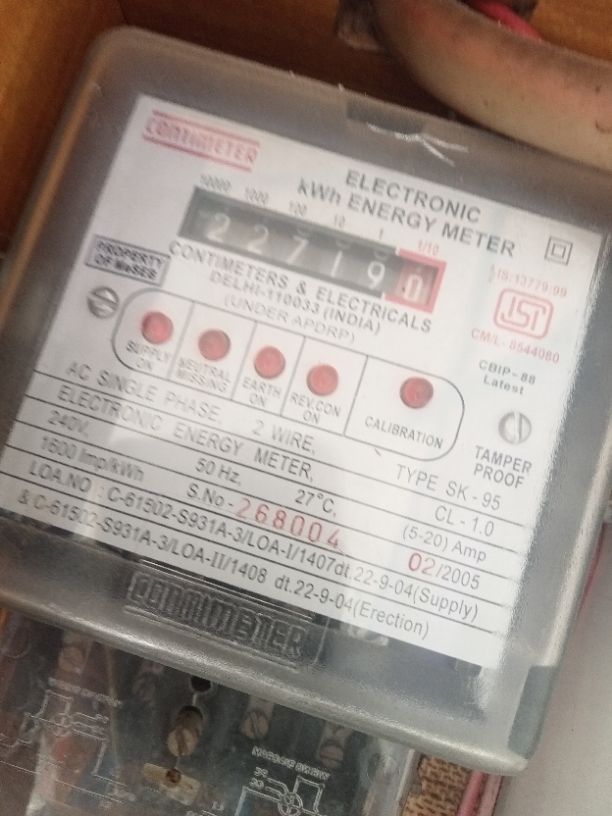 CONTIMETER
ELECTRONIC
kWh ENERGY METER
10000 1000 100 10 1 1/10
2 2 7 1 9 0
PROPERTY
OF WeSES
CONTIMETERS & ELECTRICALS
DELHI-110033 (INDIA)
(UNDER APDRP)
IS:13779:99
ISI
CM/L- 8544080
CBIP-88
Latest
SUPPLY ON
NEUTRAL MISSING
EARTH ON
REV.CON ON
CALIBRATION
TAMPER
PROOF
AC SINGLE PHASE, 2 WIRE, TYPE SK - 95
ELECTRONIC ENERGY METER, CL - 1.0
240V, 50 Hz, 27°C, (5-20) Amp
1600 Imp/kWh S.No-268004 02/2005
LOA.NO : C-61502-S931A-3/LOA-I/1407dt.22-9-04(Supply)
& C-61502-S931A-3/LOA-II/1408 dt.22-9-04(Erection)
CONTIMETER